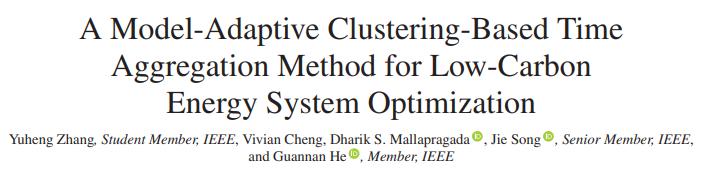 A Model-Adaptive Clustering-Based Time
Aggregation Method for Low-Carbon
Energy System Optimization
Yuheng Zhang, Student Member, IEEE, Vivian Cheng, Dharik S. Mallapragada, Jie Song, Senior Member, IEEE,
and Guannan He, Member, IEEE